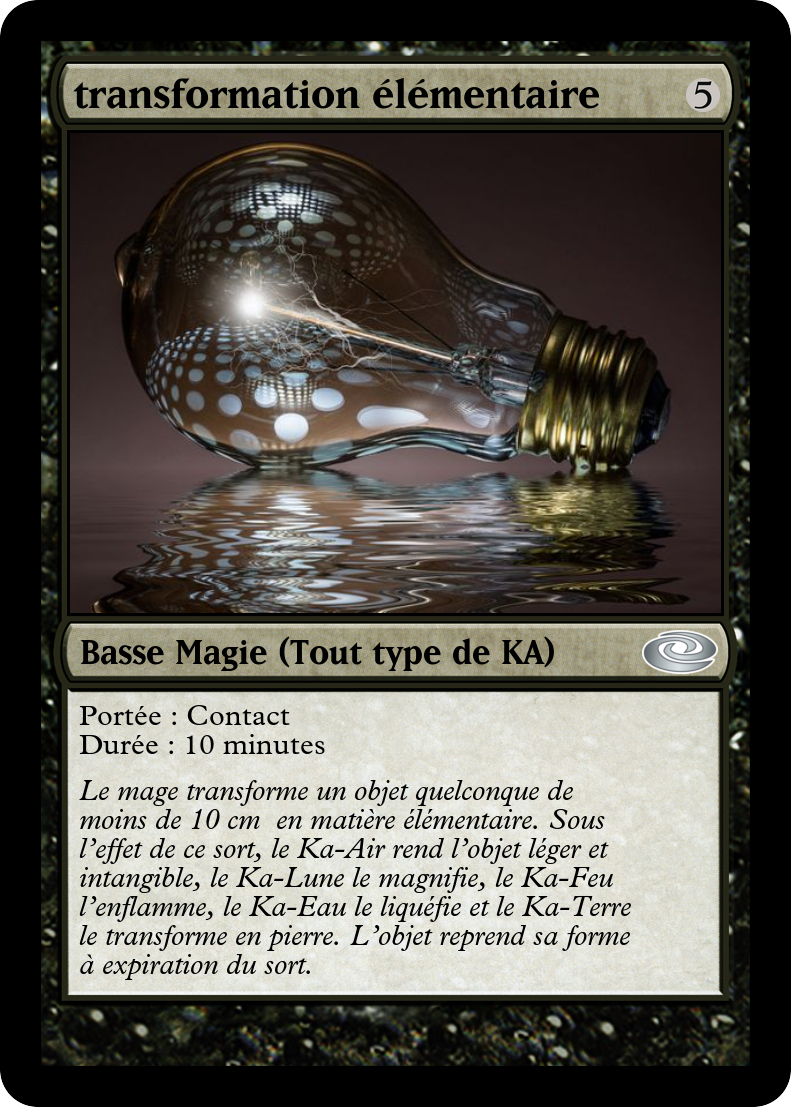 transformation élémentaire 5
Basse Magie (Tout type de KA)
Portée : Contact
Durée : 10 minutes
Le mage transforme un objet quelconque de
moins de 10 cm  en matière élémentaire. Sous
l'effet de ce sort, le Ka-Air rend l'objet léger et
intangible, le Ka-Lune le magnifie, le Ka-Feu
l'enflamme, le Ka-Eau le liquéfie et le Ka-Terre
le transforme en pierre. L'objet reprend sa forme
à expiration du sort.